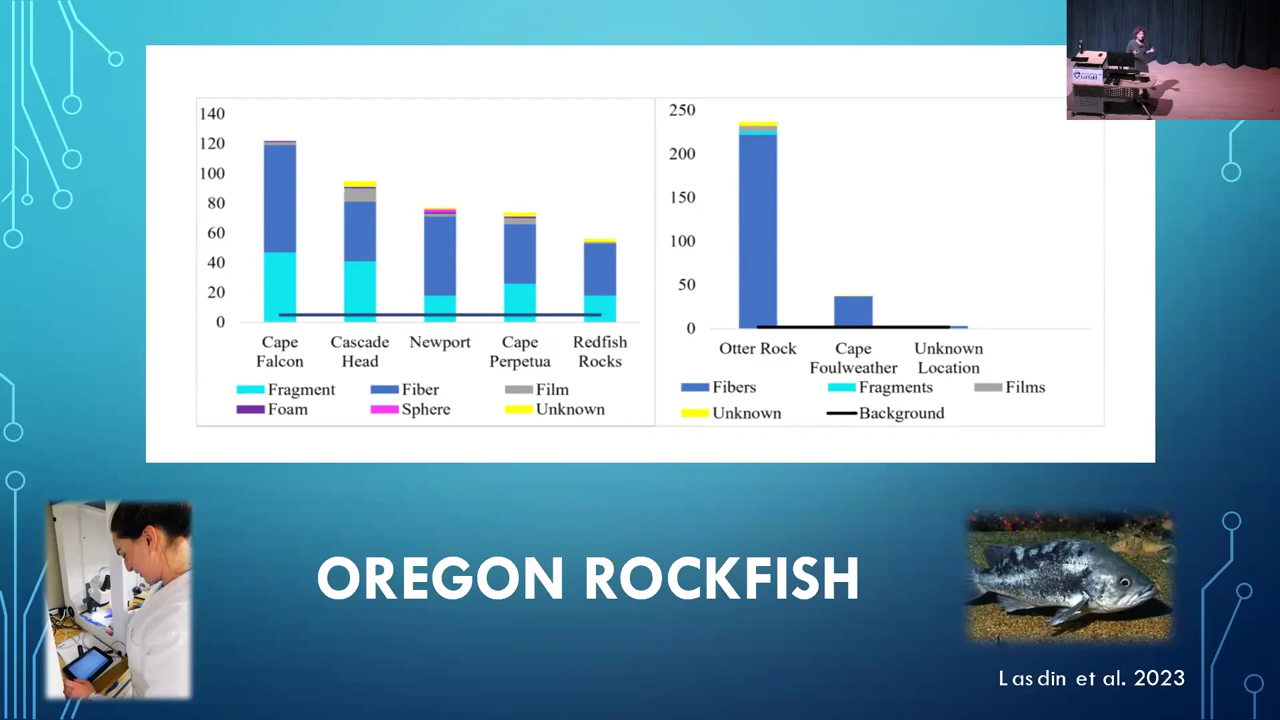 140
120
100
80
60
40
20
0
Cape Falcon
Cascade Head
Newport
Cape Perpetua
Redfish Rocks
Fragment
Fiber
Film
Foam
Sphere
Unknown
250
200
150
100
50
0
Otter Rock
Cape Foulweather
Unknown Location
Fibers
Fragments
Films
Unknown
Background
OREGON ROCKFISH
Lasdin et al. 2023